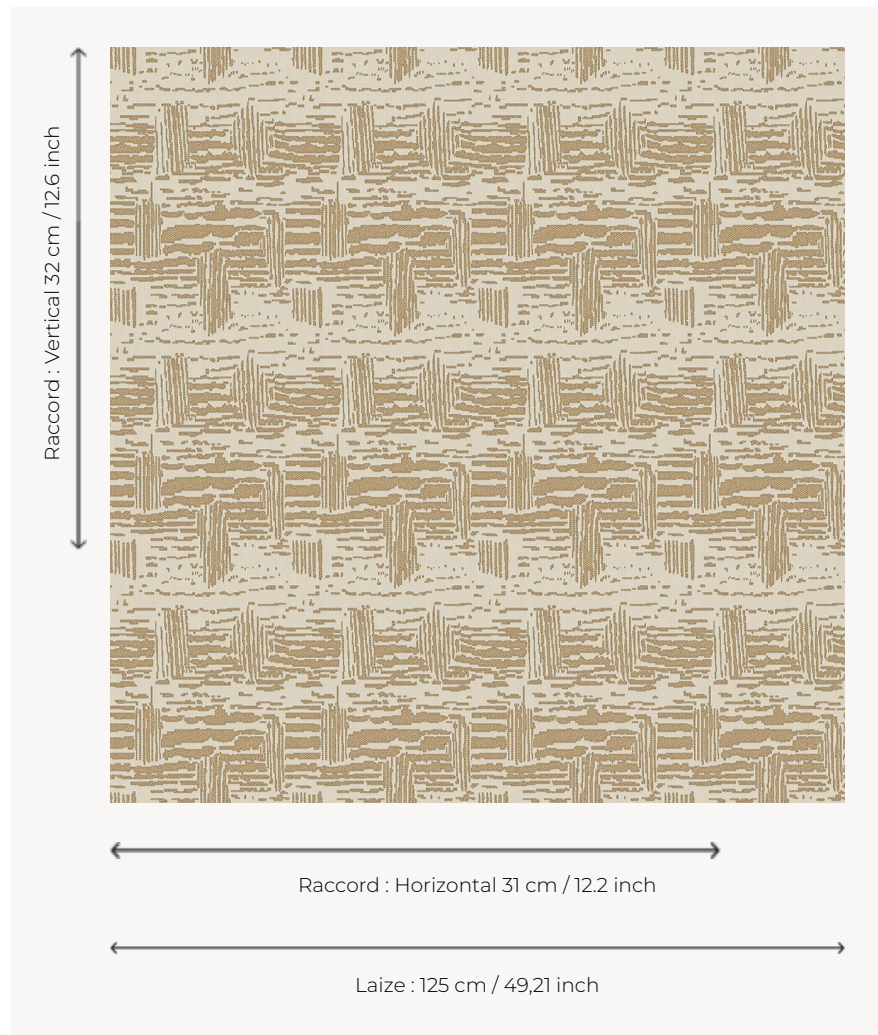 Raccord : Vertical 32 cm / 12.6 inch
Raccord : Horizontal 31 cm / 12.2 inch
Laize : 125 cm / 49,21 inch